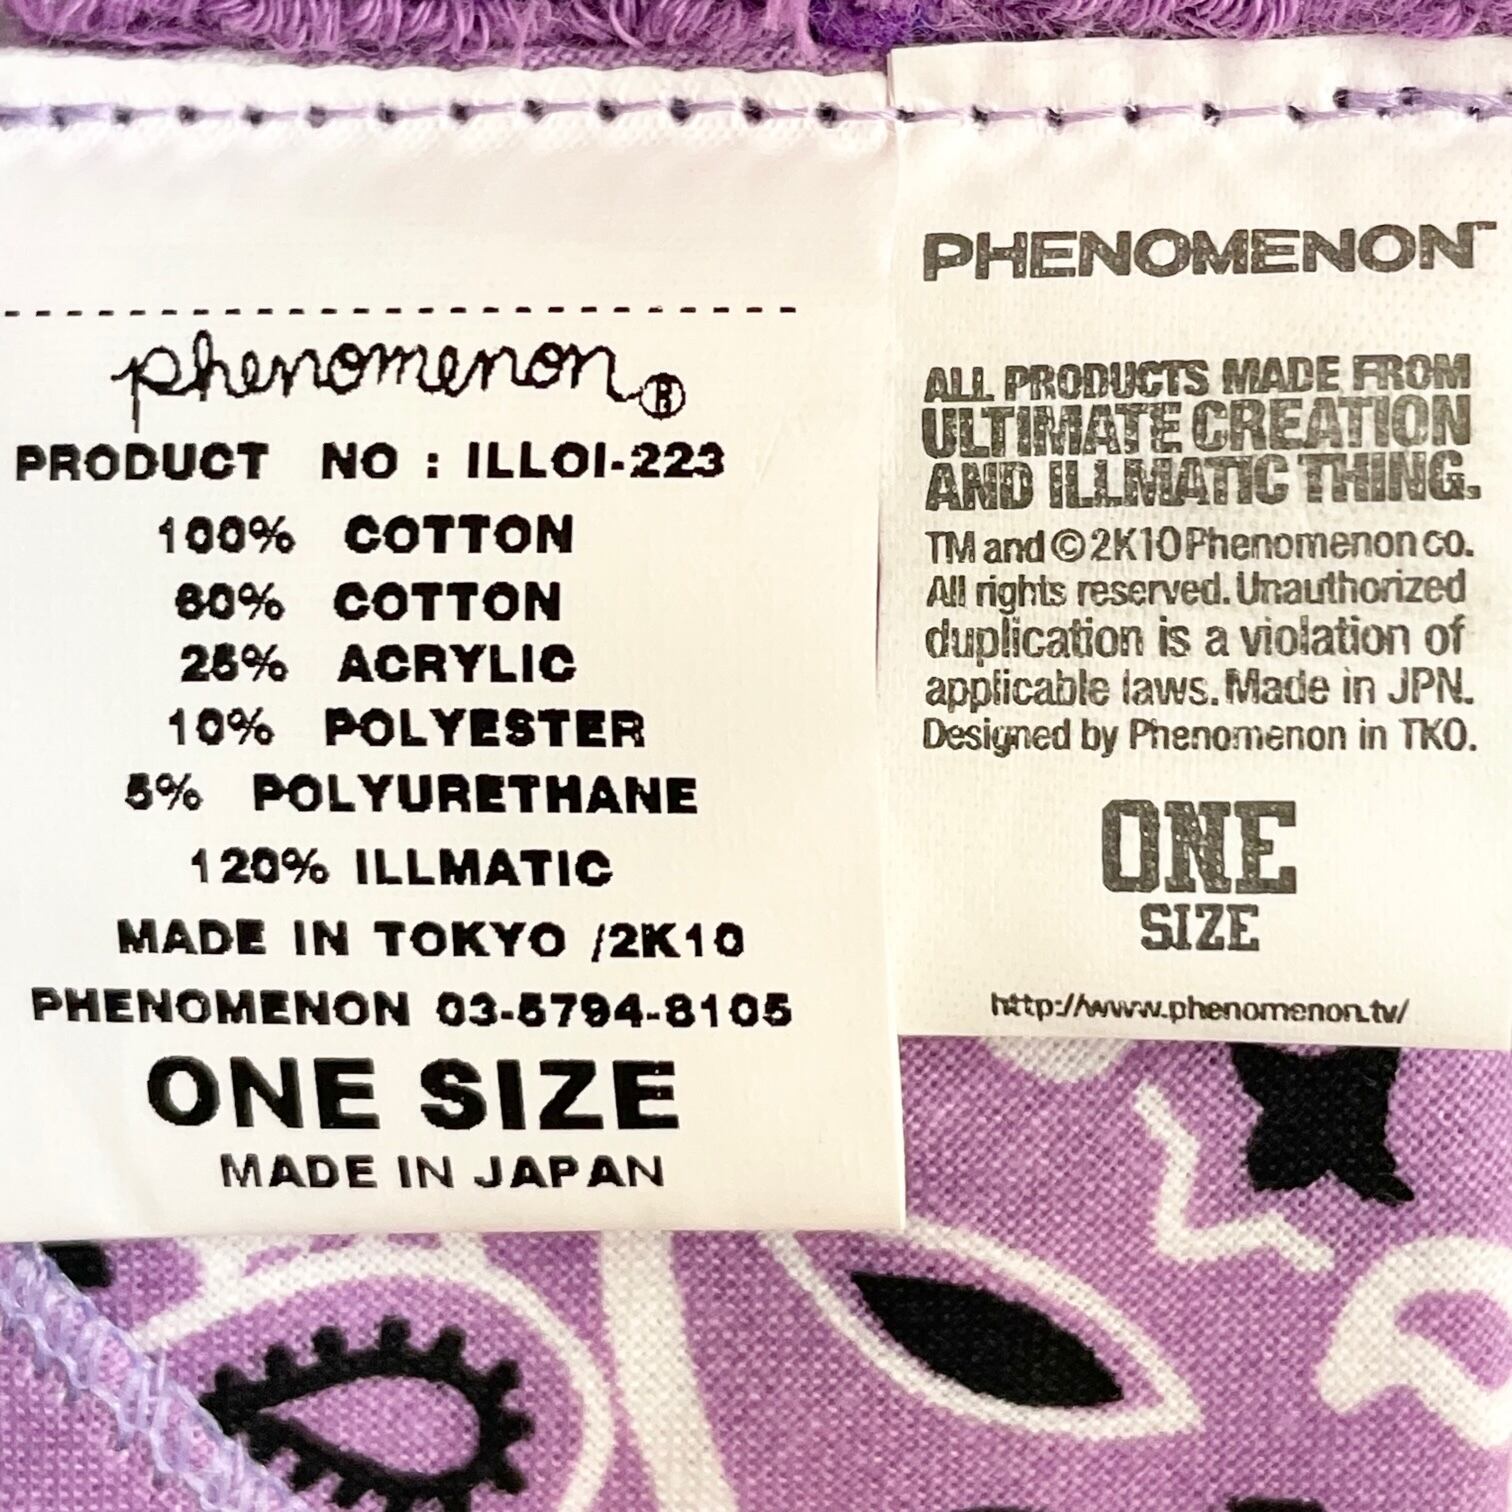 phenomenon®
PRODUCT NO : ILL01-223
100% COTTON
60% COTTON
25% ACRYLIC
10% POLYESTER
5% POLYURETHANE
120% ILLMATIC
MADE IN TOKYO /2K10
PHENOMENON 03-5794-8105
ONE SIZE
MADE IN JAPAN
PHENOMENON™
ALL PRODUCTS MADE FROM
ULTIMATE CREATION
AND ILLMATIC THING.
TM and ©2K10 Phenomenon co.
All rights reserved. Unauthorized
duplication is a violation of
applicable laws. Made in JPN.
Designed by Phenomenon in TKO.
ONE
SIZE
http://www.phenomenon.tv/